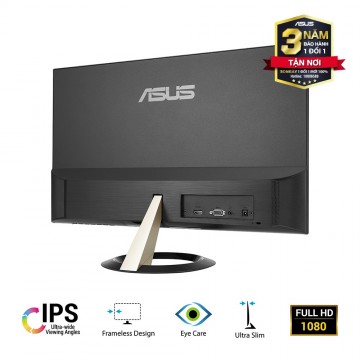 ASUS
3 NĂM
BẢO HÀNH
1 ĐỔI 1
TẬN NƠI
ASUS
IPS
Ultra-wide
Viewing Angles
Frameless Design
Eye Care
Ultra Slim
FULL HD
1080